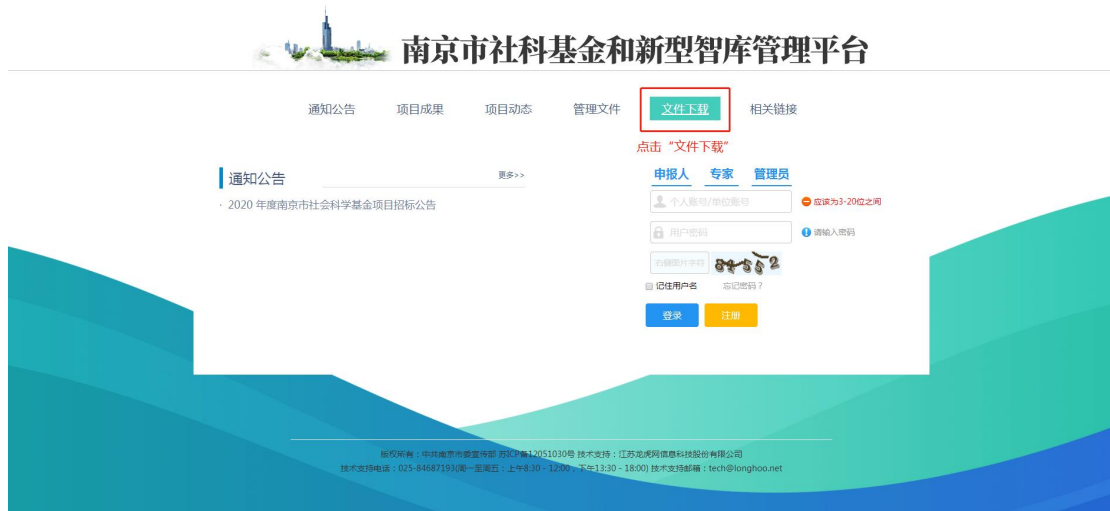 南京市社科基金和新型智库管理平台
通知公告 项目成果 项目动态 管理文件 文件下载 相关链接
点击“文件下载”
通知公告 更多>>
· 2020 年度南京市社会科学基金项目招标公告
申报人 专家 管理员
个人账号/单位账号 应该为3-20位之间
用户密码 请输入密码
右侧图片字符 84552
记住用户名 忘记密码？
登录 注册
版权所有：中共南京市委宣传部 苏ICP备12051030号 技术支持：江苏龙虎网信息科技股份有限公司
技术支持电话：025-84687193(周一至周五：上午8:30 - 12:00，下午13:30 - 18:00) 技术支持邮箱：tech@longhoo.net